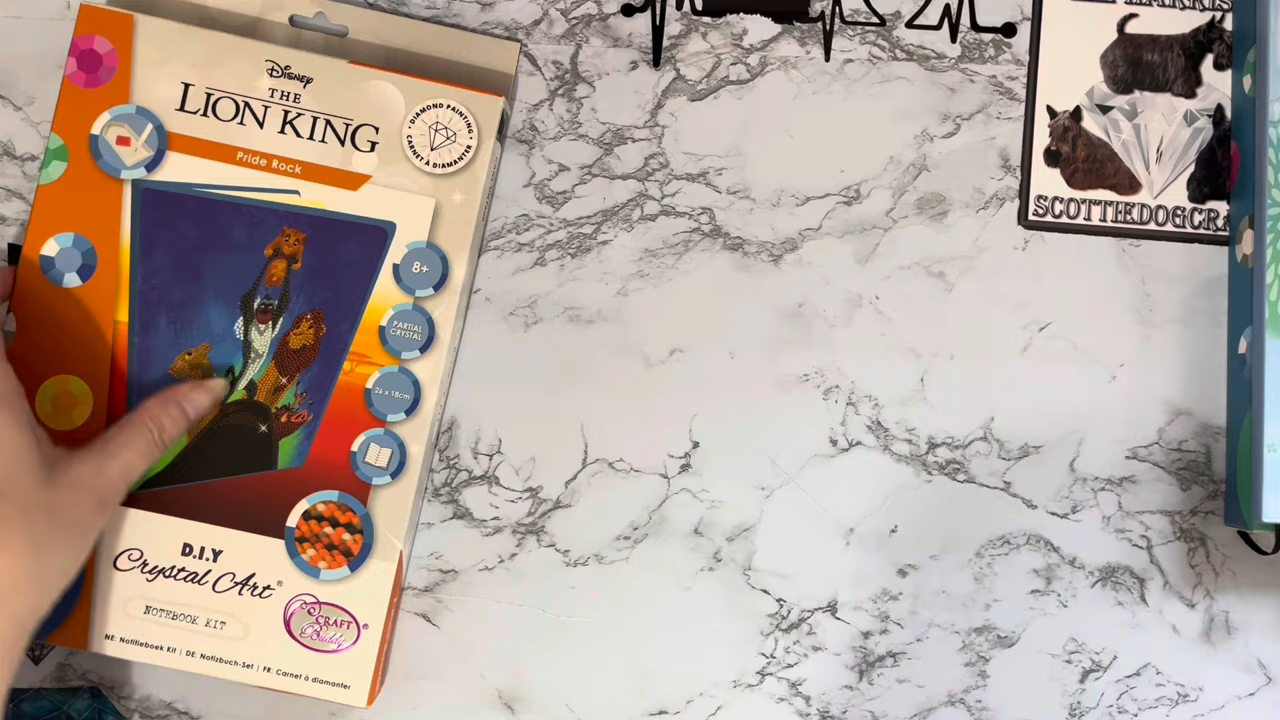 Disney
THE
LION KING
Pride Rock
DIAMOND PAINTING
CARNET À DIAMANTER
8+
PARTIAL
CRYSTAL
26 x 18cm
D.I.Y
Crystal Art®
NOTEBOOK KIT
CRAFT
Buddy®
NE: Notitieboek Kit | DE: Notizbuch-Set | FR: Carnet à diamanter
SCOTTIEDOGCR